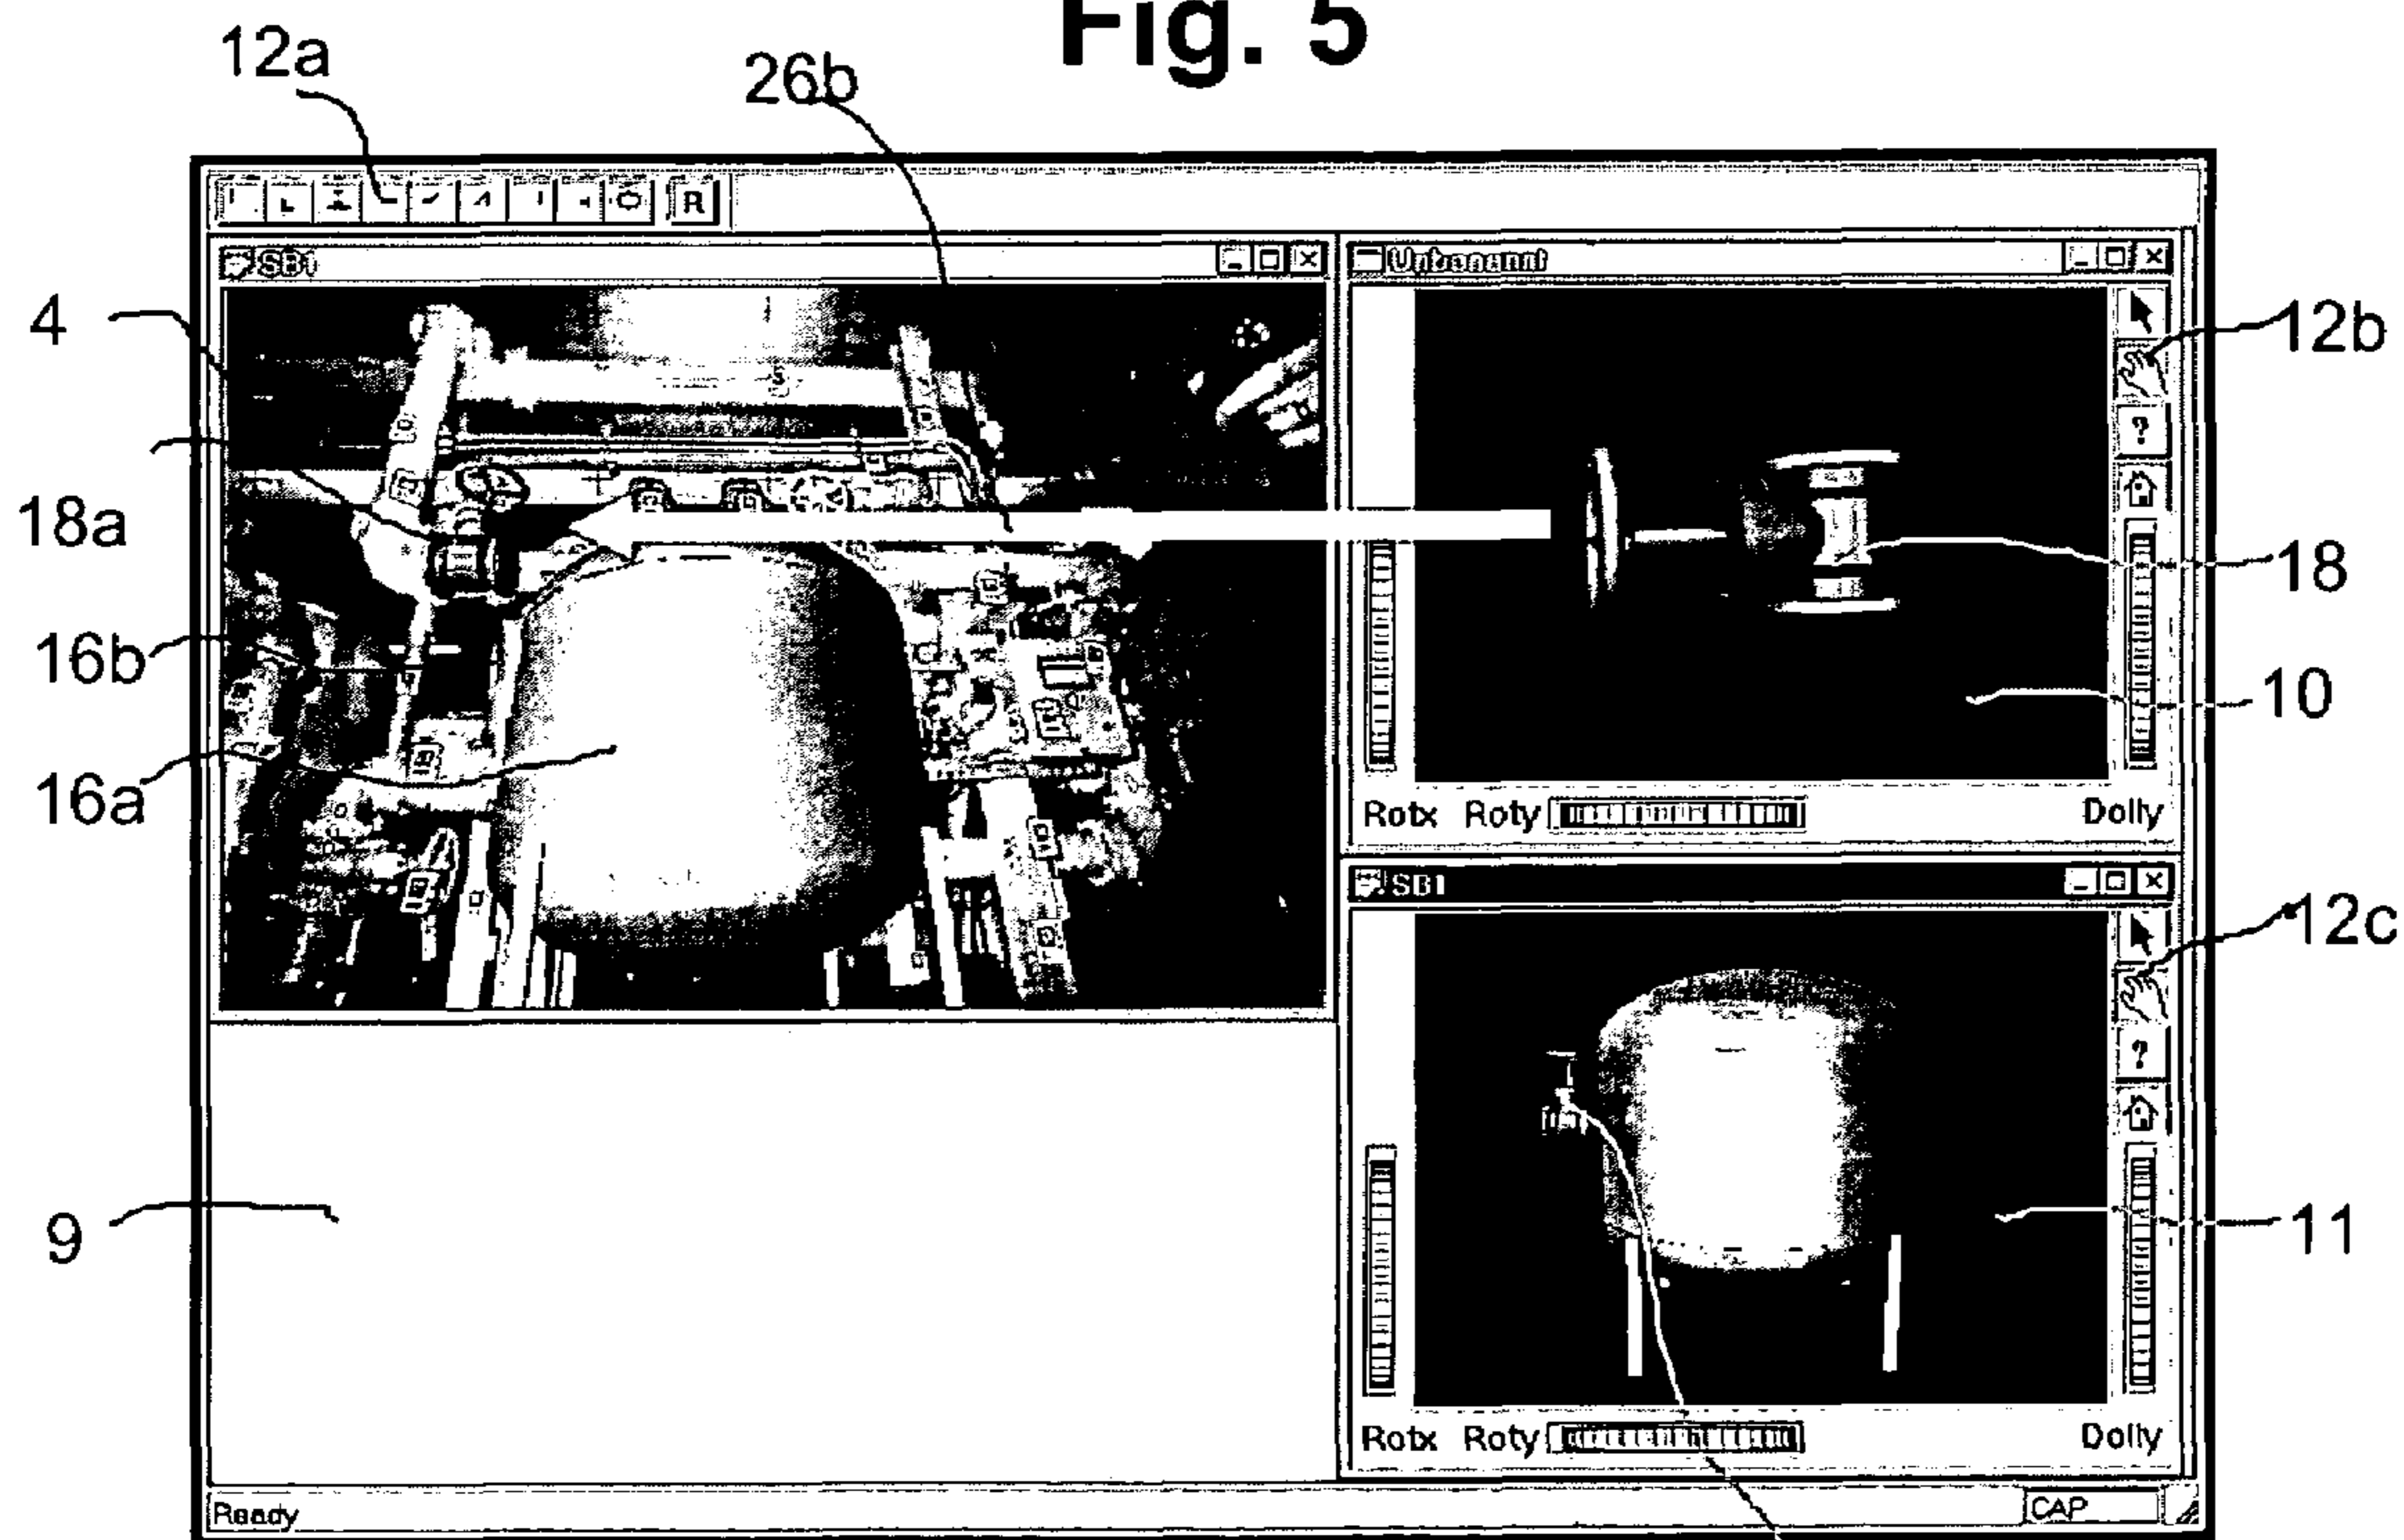 Fig. 5
12a
26b
R
SB1
Unbenannt
4
12b
?
18a
18
16b
10
16a
Rotx Roty Dolly
SB1
12c
?
9
11
Rotx Roty Dolly
Ready
CAP